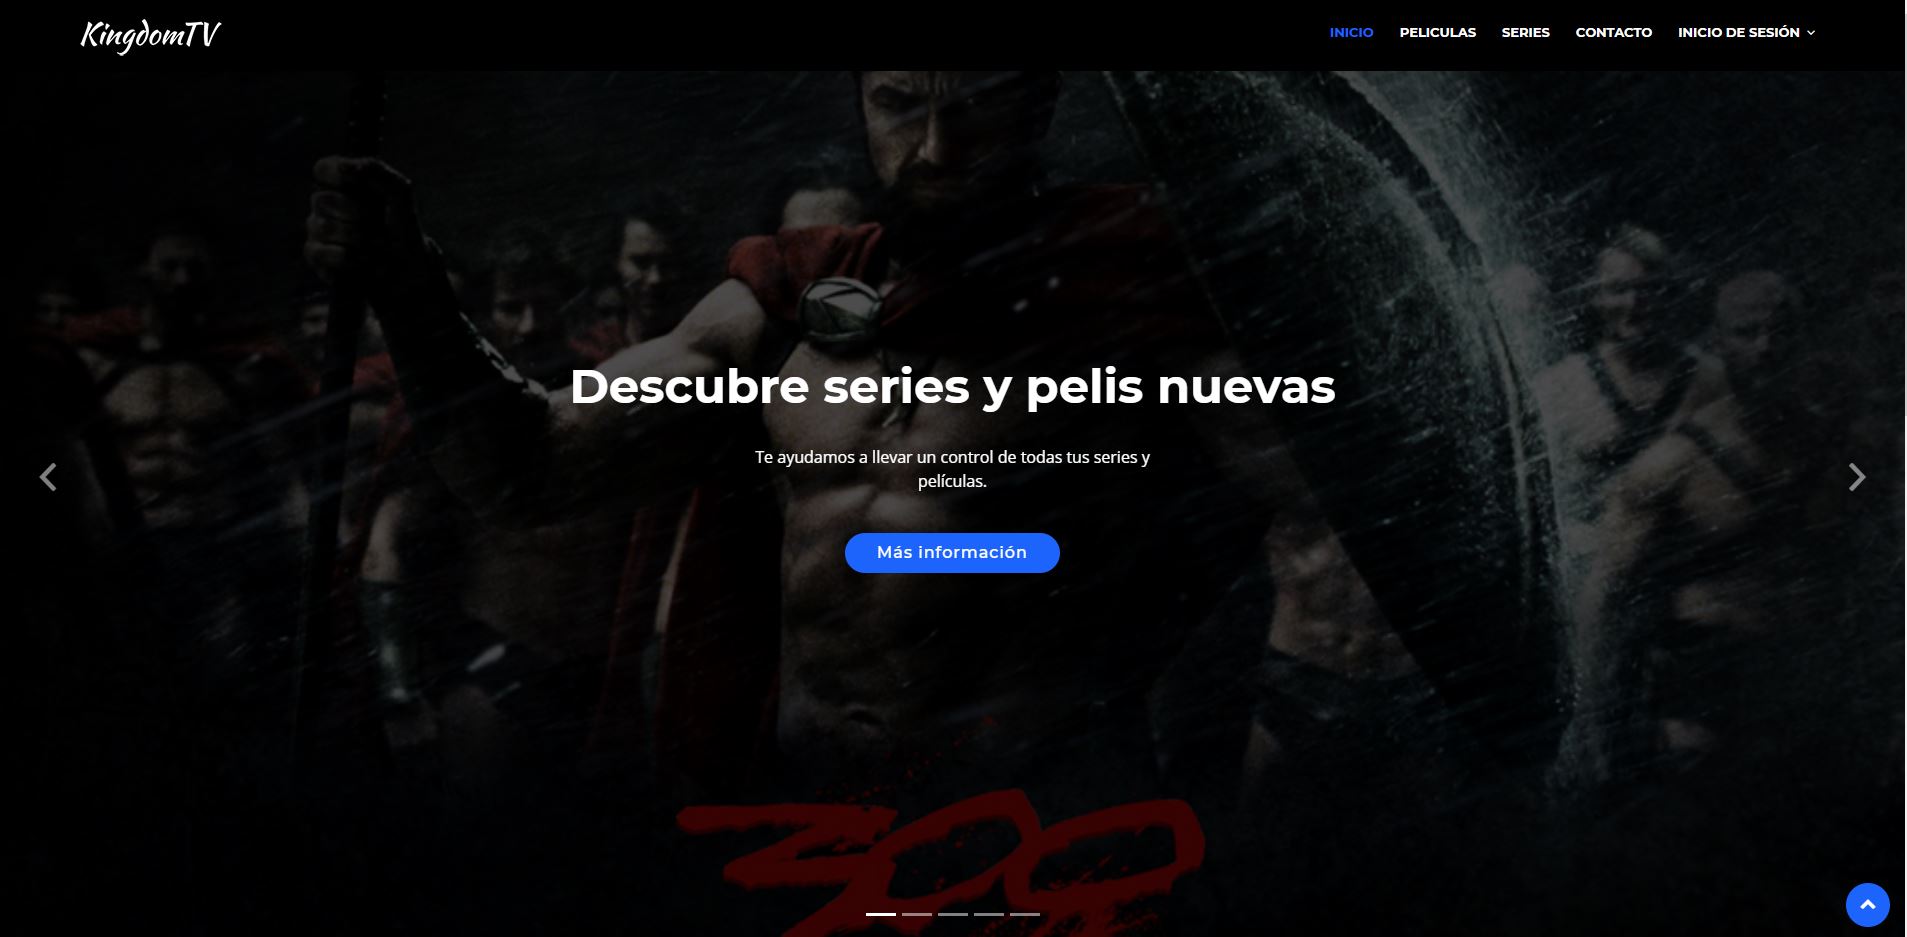 KingdomTV
INICIO PELICULAS SERIES CONTACTO INICIO DE SESIÓN
Descubre series y pelis nuevas
Te ayudamos a llevar un control de todas tus series y
películas.
Más información
300